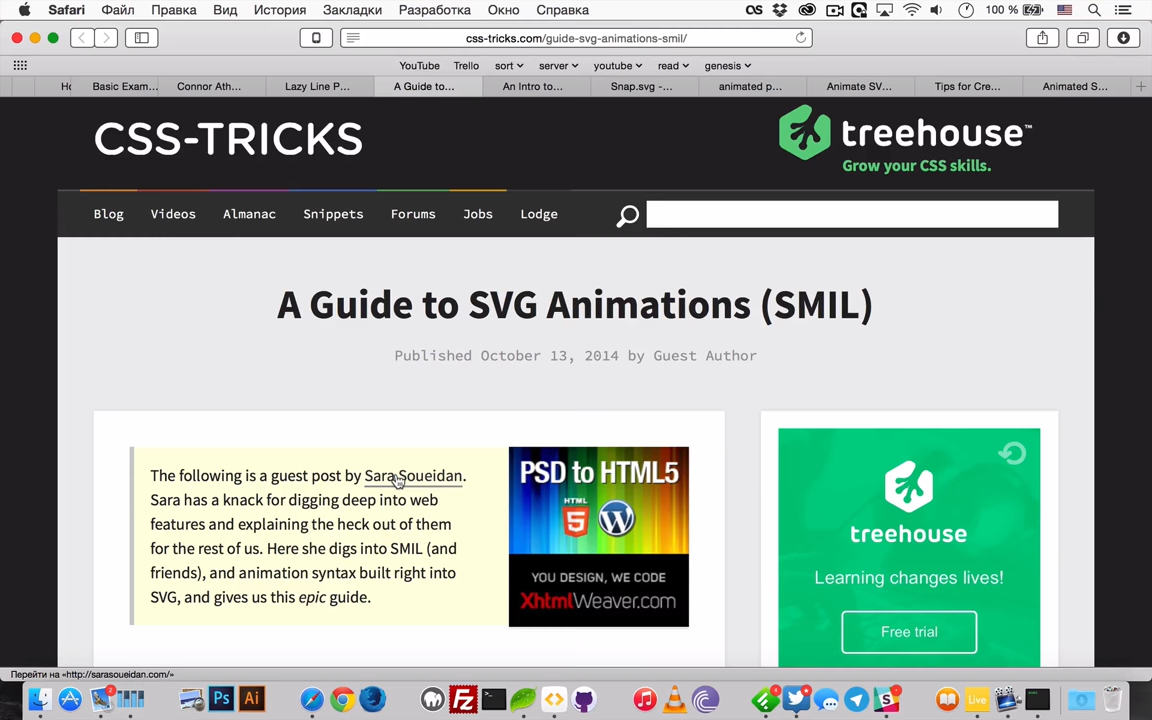 Safari Файл Правка Вид История Закладки Разработка Окно Справка 100 %
css-tricks.com/guide-svg-animations-smil/
YouTube Trello sort server youtube read genesis
Basic Exam... Connor Ath... Lazy Line P... A Guide to... An Intro to... Snap.svg -... animated p... Animate SV... Tips for Cre... Animated S...
CSS-TRICKS
treehouse™
Grow your CSS skills.
Blog Videos Almanac Snippets Forums Jobs Lodge
A Guide to SVG Animations (SMIL)
Published October 13, 2014 by Guest Author
The following is a guest post by Sara Soueidan.
Sara has a knack for digging deep into web
features and explaining the heck out of them
for the rest of us. Here she digs into SMIL (and
friends), and animation syntax built right into
SVG, and gives us this epic guide.
PSD to HTML5
HTML
5
YOU DESIGN, WE CODE
XhtmlWeaver.com
treehouse
Learning changes lives!
Free trial
Перейти на «http://sarasoueidan.com/»
Ps Ai Fz Live